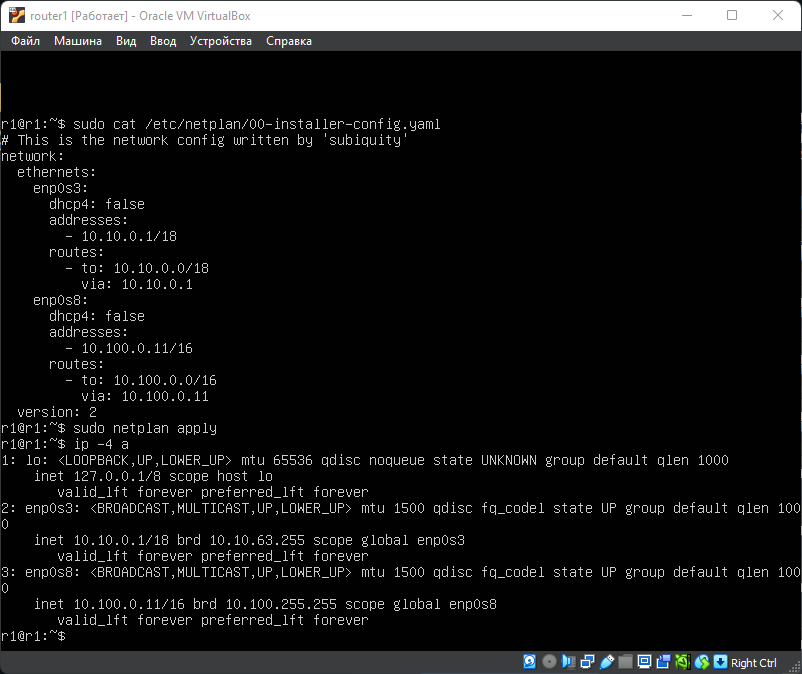 router1 [Работает] - Oracle VM VirtualBox
Файл Машина Вид Ввод Устройства Справка
r1@r1:~$ sudo cat /etc/netplan/00-installer-config.yaml
# This is the network config written by 'subiquity'
network:
  ethernets:
    enp0s3:
      dhcp4: false
      addresses:
        - 10.10.0.1/18
      routes:
        - to: 10.10.0.0/18
          via: 10.10.0.1
    enp0s8:
      dhcp4: false
      addresses:
        - 10.100.0.11/16
      routes:
        - to: 10.100.0.0/16
          via: 10.100.0.11
  version: 2
r1@r1:~$ sudo netplan apply
r1@r1:~$ ip -4 a
1: lo: <LOOPBACK,UP,LOWER_UP> mtu 65536 qdisc noqueue state UNKNOWN group default qlen 1000
    inet 127.0.0.1/8 scope host lo
       valid_lft forever preferred_lft forever
2: enp0s3: <BROADCAST,MULTICAST,UP,LOWER_UP> mtu 1500 qdisc fq_codel state UP group default qlen 100
0
    inet 10.10.0.1/18 brd 10.10.63.255 scope global enp0s3
       valid_lft forever preferred_lft forever
3: enp0s8: <BROADCAST,MULTICAST,UP,LOWER_UP> mtu 1500 qdisc fq_codel state UP group default qlen 100
0
    inet 10.100.0.11/16 brd 10.100.255.255 scope global enp0s8
       valid_lft forever preferred_lft forever
r1@r1:~$
Right Ctrl